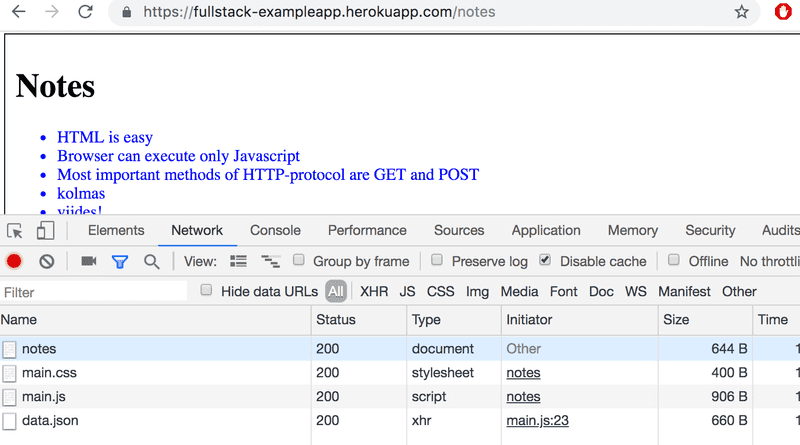 https://fullstack-exampleapp.herokuapp.com/notes
Notes
HTML is easy
Browser can execute only Javascript
Most important methods of HTTP-protocol are GET and POST
kolmas
viides!
Elements Network Console Performance Sources Application Memory Security Audits
View: Group by frame Preserve log Disable cache Offline No throttli
Filter Hide data URLs All XHR JS CSS Img Media Font Doc WS Manifest Other
Name Status Type Initiator Size Time
notes 200 document Other 644 B 1
main.css 200 stylesheet notes 400 B 1
main.js 200 script notes 906 B 1
data.json 200 xhr main.js:23 660 B 1